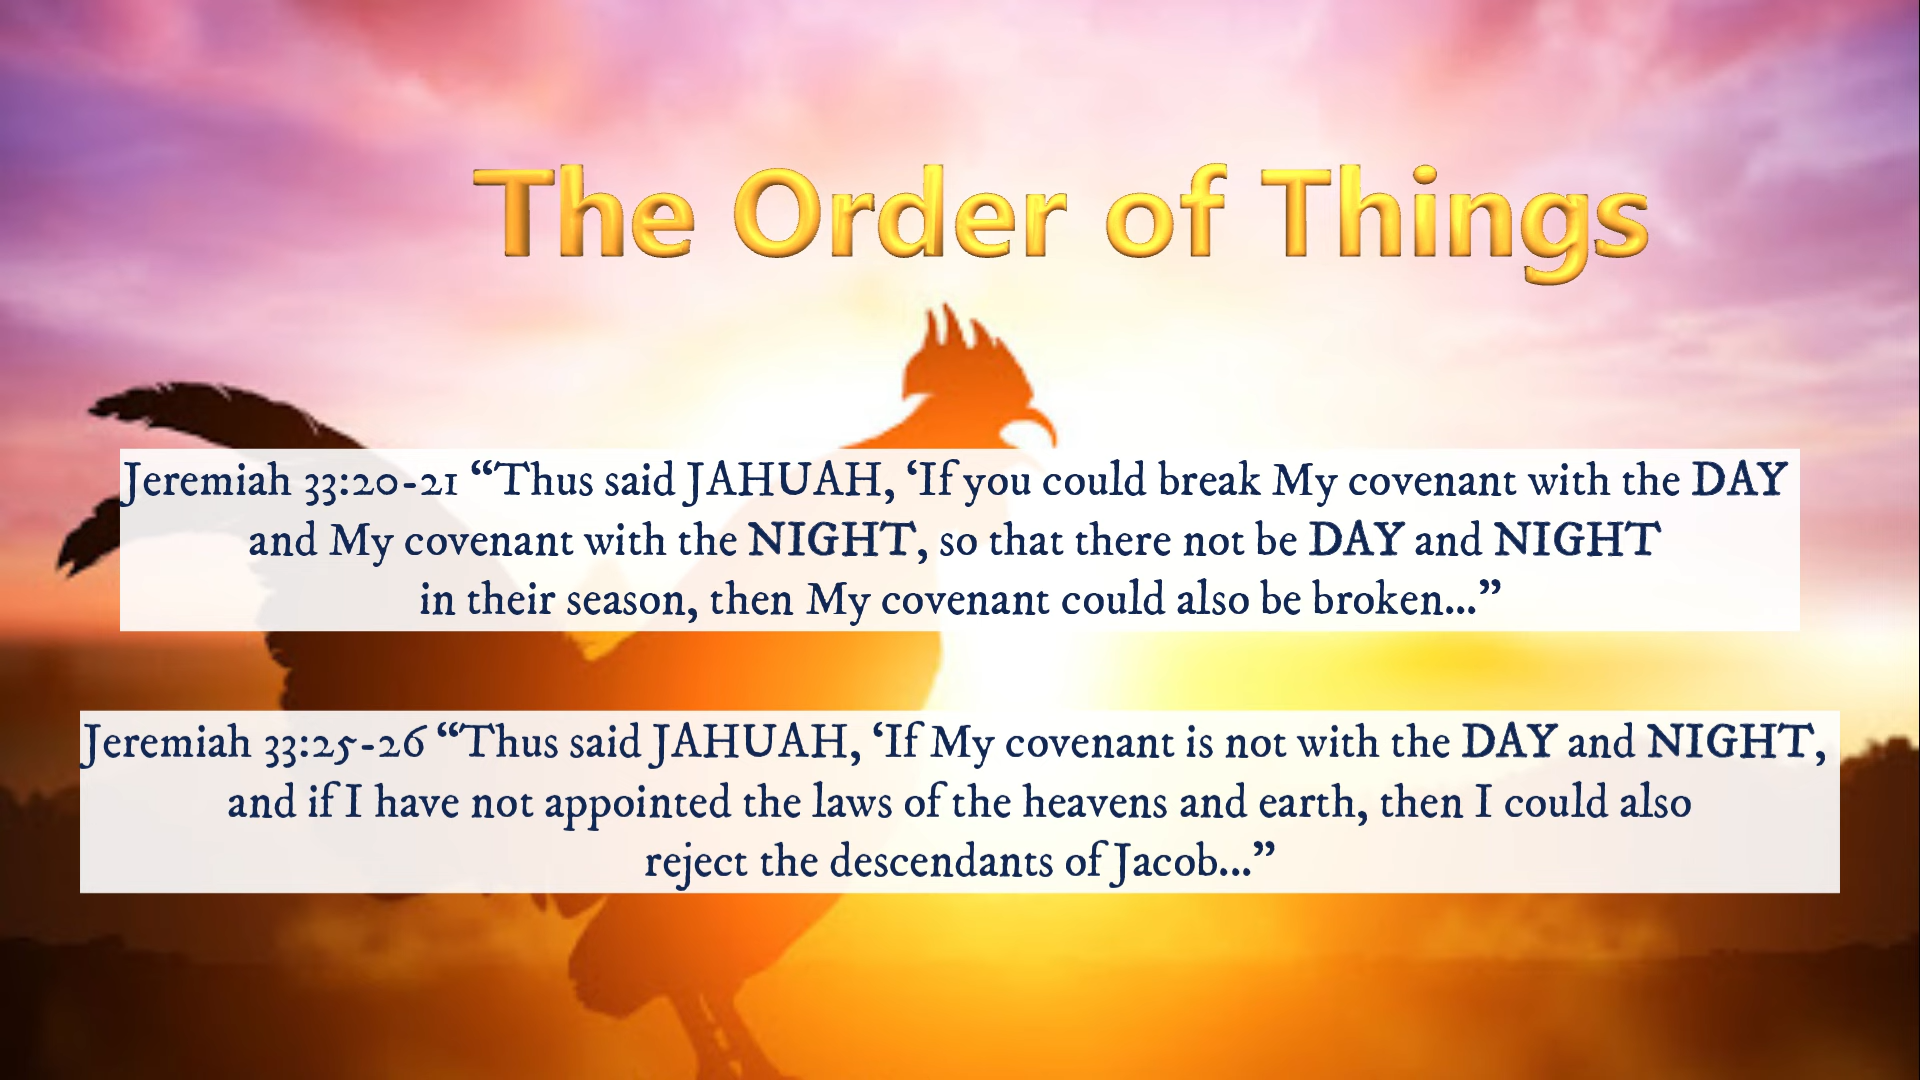 The Order of Things
Jeremiah 33:20-21 “Thus said JAHUAH, ‘If you could break My covenant with the DAY
and My covenant with the NIGHT, so that there not be DAY and NIGHT
in their season, then My covenant could also be broken...”
Jeremiah 33:25-26 “Thus said JAHUAH, ‘If My covenant is not with the DAY and NIGHT,
and if I have not appointed the laws of the heavens and earth, then I could also
reject the descendants of Jacob...”